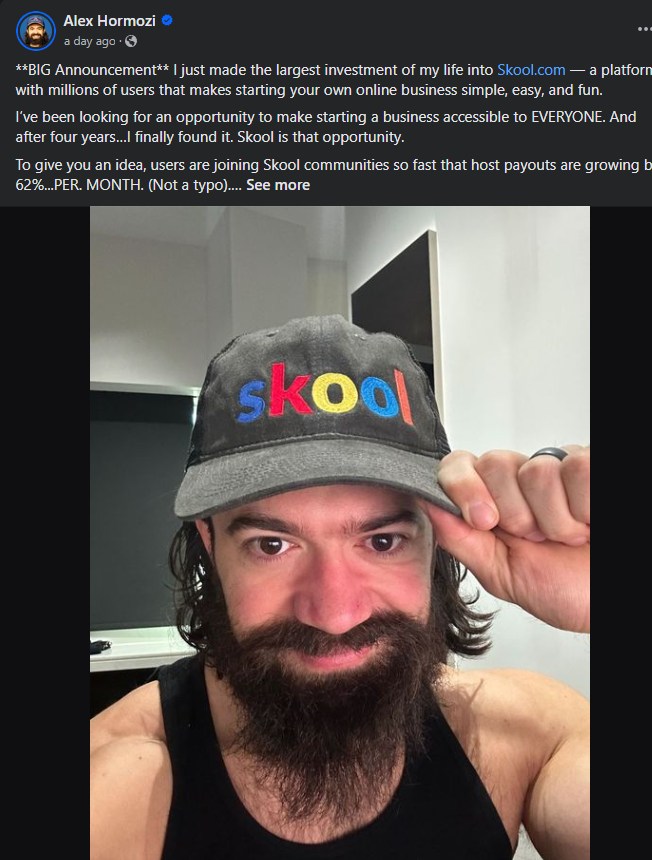 Alex Hormozi
a day ago ·
**BIG Announcement** I just made the largest investment of my life into Skool.com — a platform
with millions of users that makes starting your own online business simple, easy, and fun.
I've been looking for an opportunity to make starting a business accessible to EVERYONE. And
after four years...I finally found it. Skool is that opportunity.
To give you an idea, users are joining Skool communities so fast that host payouts are growing b
62%...PER. MONTH. (Not a typo).... See more
skool